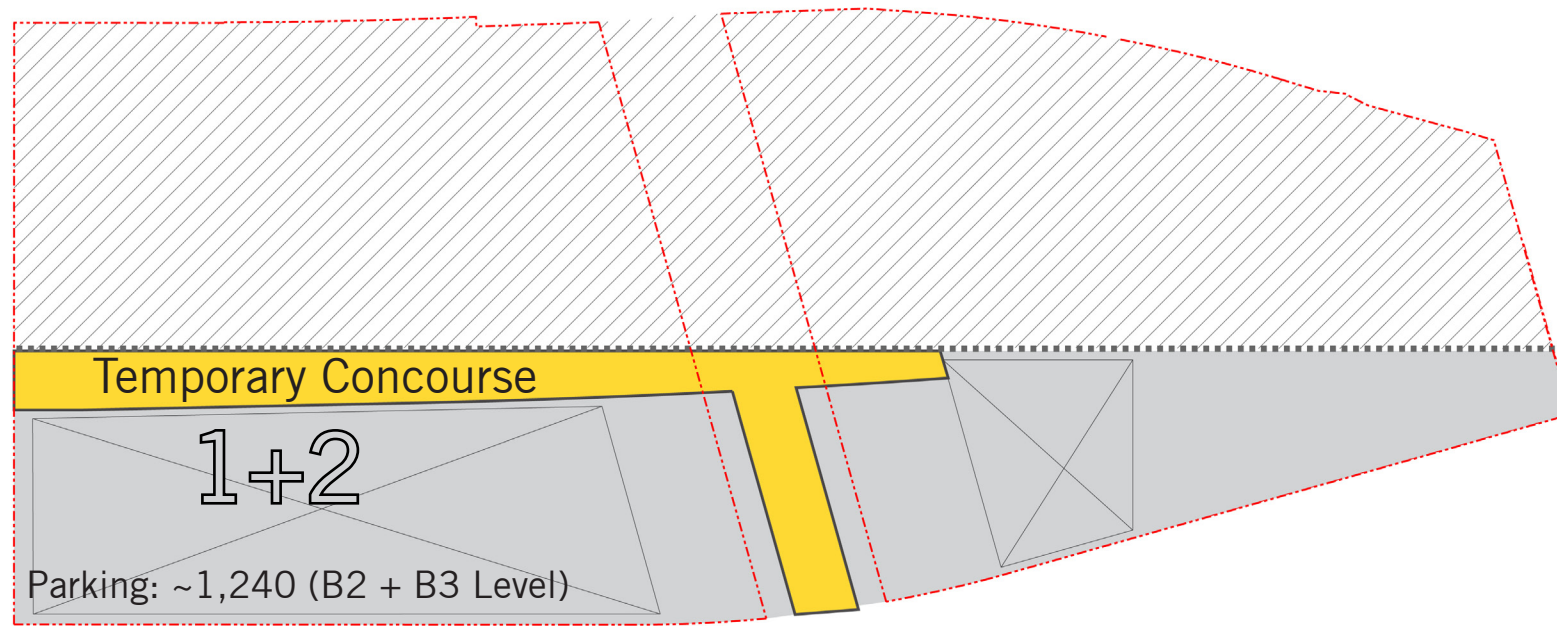 Temporary Concourse
1+2
Parking: ~1,240 (B2 + B3 Level)